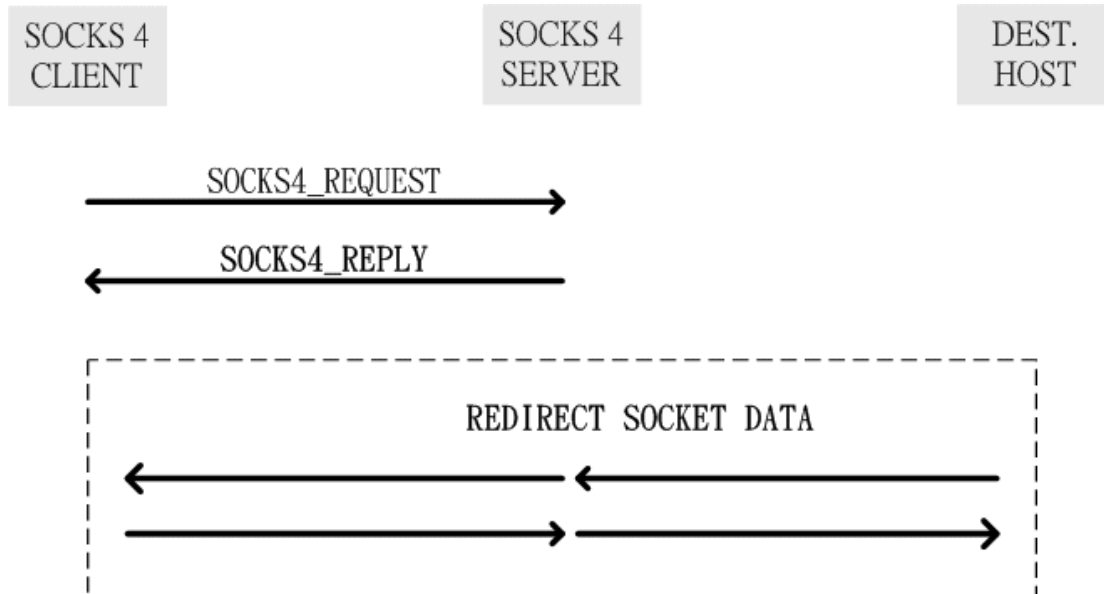 SOCKS 4
CLIENT
SOCKS 4
SERVER
DEST.
HOST
SOCKS4_REQUEST
SOCKS4_REPLY
REDIRECT SOCKET DATA